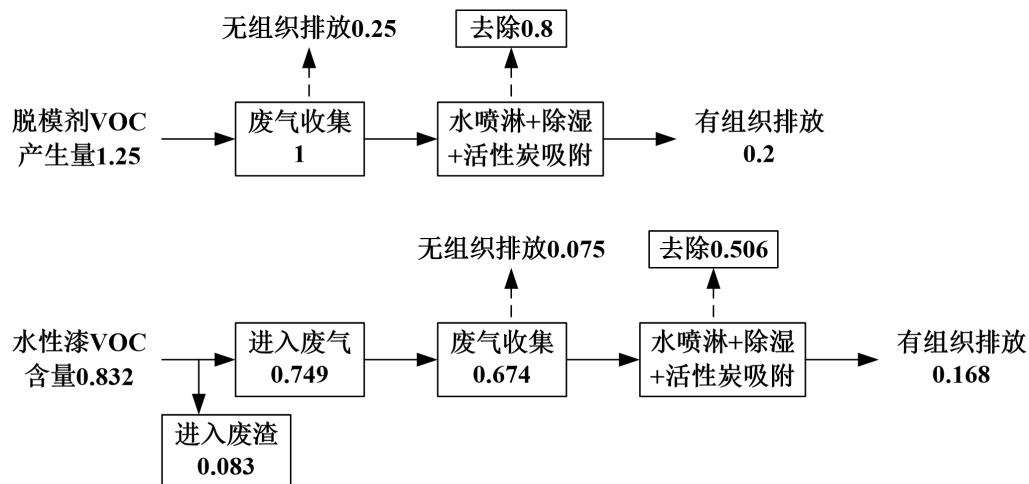 无组织排放0.25
去除0.8
脱模剂VOC
产生量1.25
废气收集
1
水喷淋+除湿
+活性炭吸附
有组织排放
0.2
无组织排放0.075
去除0.506
水性漆VOC
含量0.832
进入废气
0.749
废气收集
0.674
水喷淋+除湿
+活性炭吸附
有组织排放
0.168
进入废渣
0.083